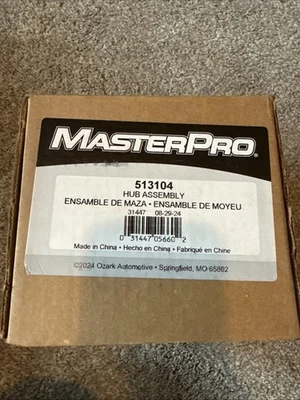 MASTERPRO®
513104
HUB ASSEMBLY
ENSAMBLE DE MAZA • ENSAMBLE DE MOYEU
31447 08-29-24
0 31447 05660 2
Made in China • Hecho en China • Fabriqué en Chine
©2024 Ozark Automotive • Springfield, MO 65802